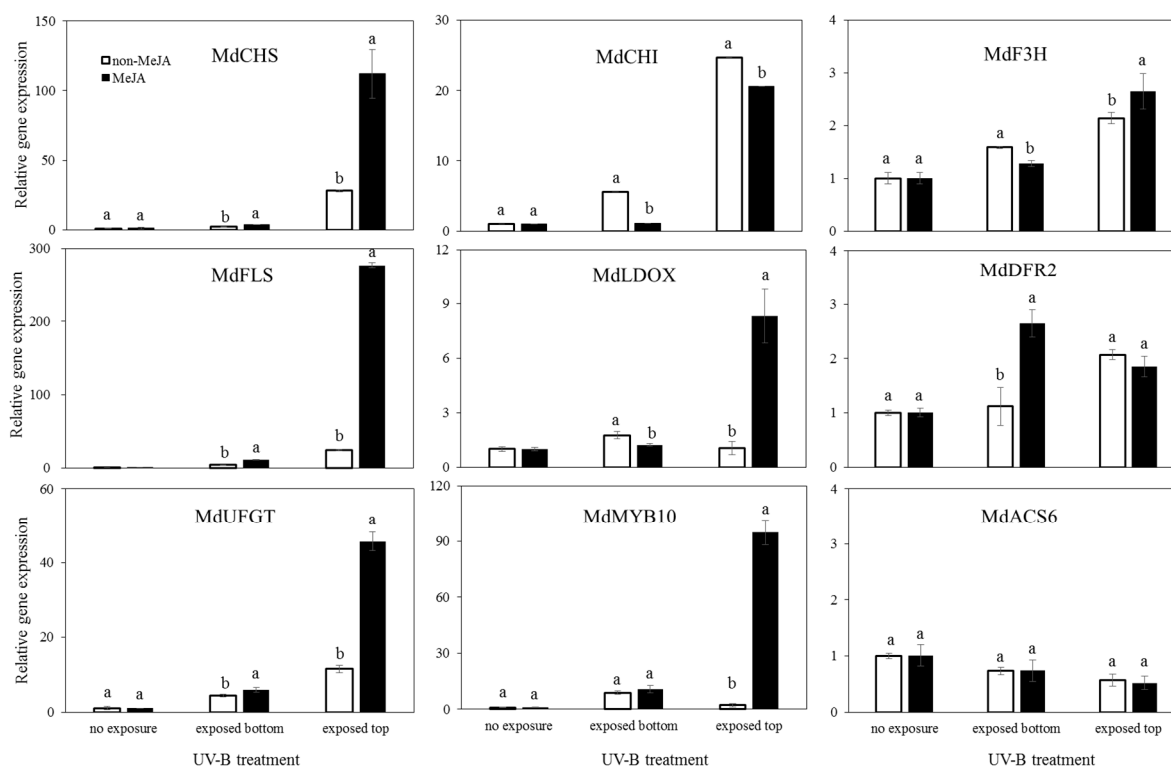 MdCHS
non-MeJA
MeJA
Relative gene expression
150
100
50
0
a a
b a
b a
MdCHI
30
20
10
0
a a
a b
a b
MdF3H
4
3
2
1
0
a a
a b
b a
MdFLS
Relative gene expression
300
200
100
0
b a
b a
MdLDOX
12
9
6
3
0
a a
a b
b a
MdDFR2
4
3
2
1
0
a a
b a
a a
MdUFGT
Relative gene expression
60
40
20
0
a a
b a
b a
no exposure exposed bottom exposed top
UV-B treatment
MdMYB10
120
90
60
30
0
a a
a a
b a
no exposure exposed bottom exposed top
UV-B treatment
MdACS6
4
3
2
1
0
a a
a a
a a
no exposure exposed bottom exposed top
UV-B treatment